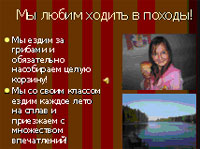 Мы любим ходить в походы!
Мы ездим за
грибами и
обязательно
насобираем целую
корзину!
Мы со своим классом
ездим каждое лето
на сплав и
приезжаем с
множеством
впечатлений!